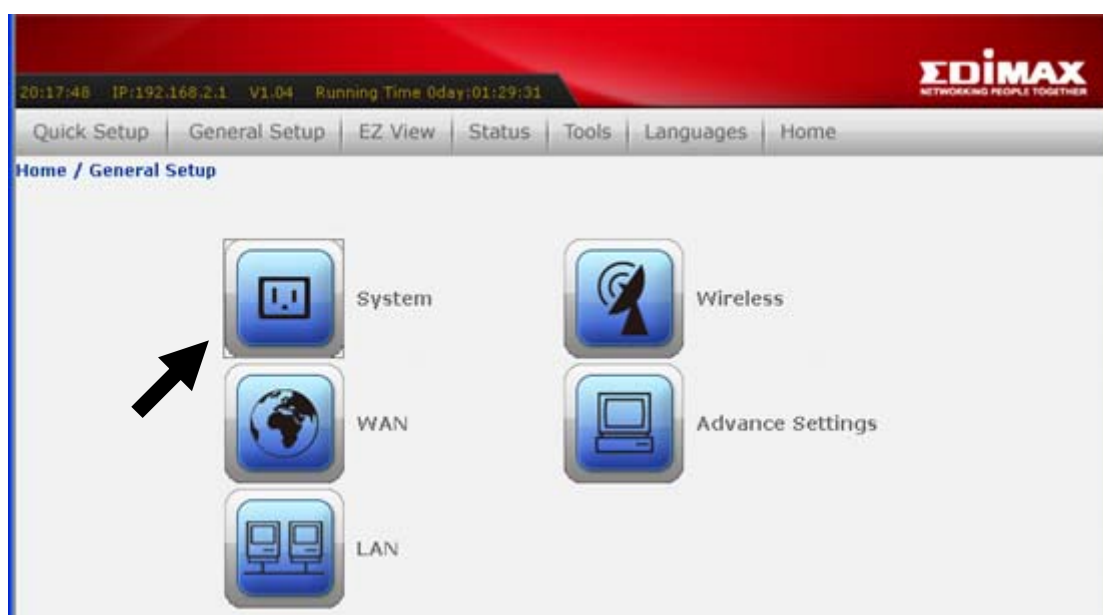 EDiMAX
NETWORKING PEOPLE TOGETHER
20:17:48 IP:192.168.2.1 V1.04 Running Time 0day:01:29:31
Quick Setup General Setup EZ View Status Tools Languages Home
Home / General Setup
System
Wireless
WAN
Advance Settings
LAN